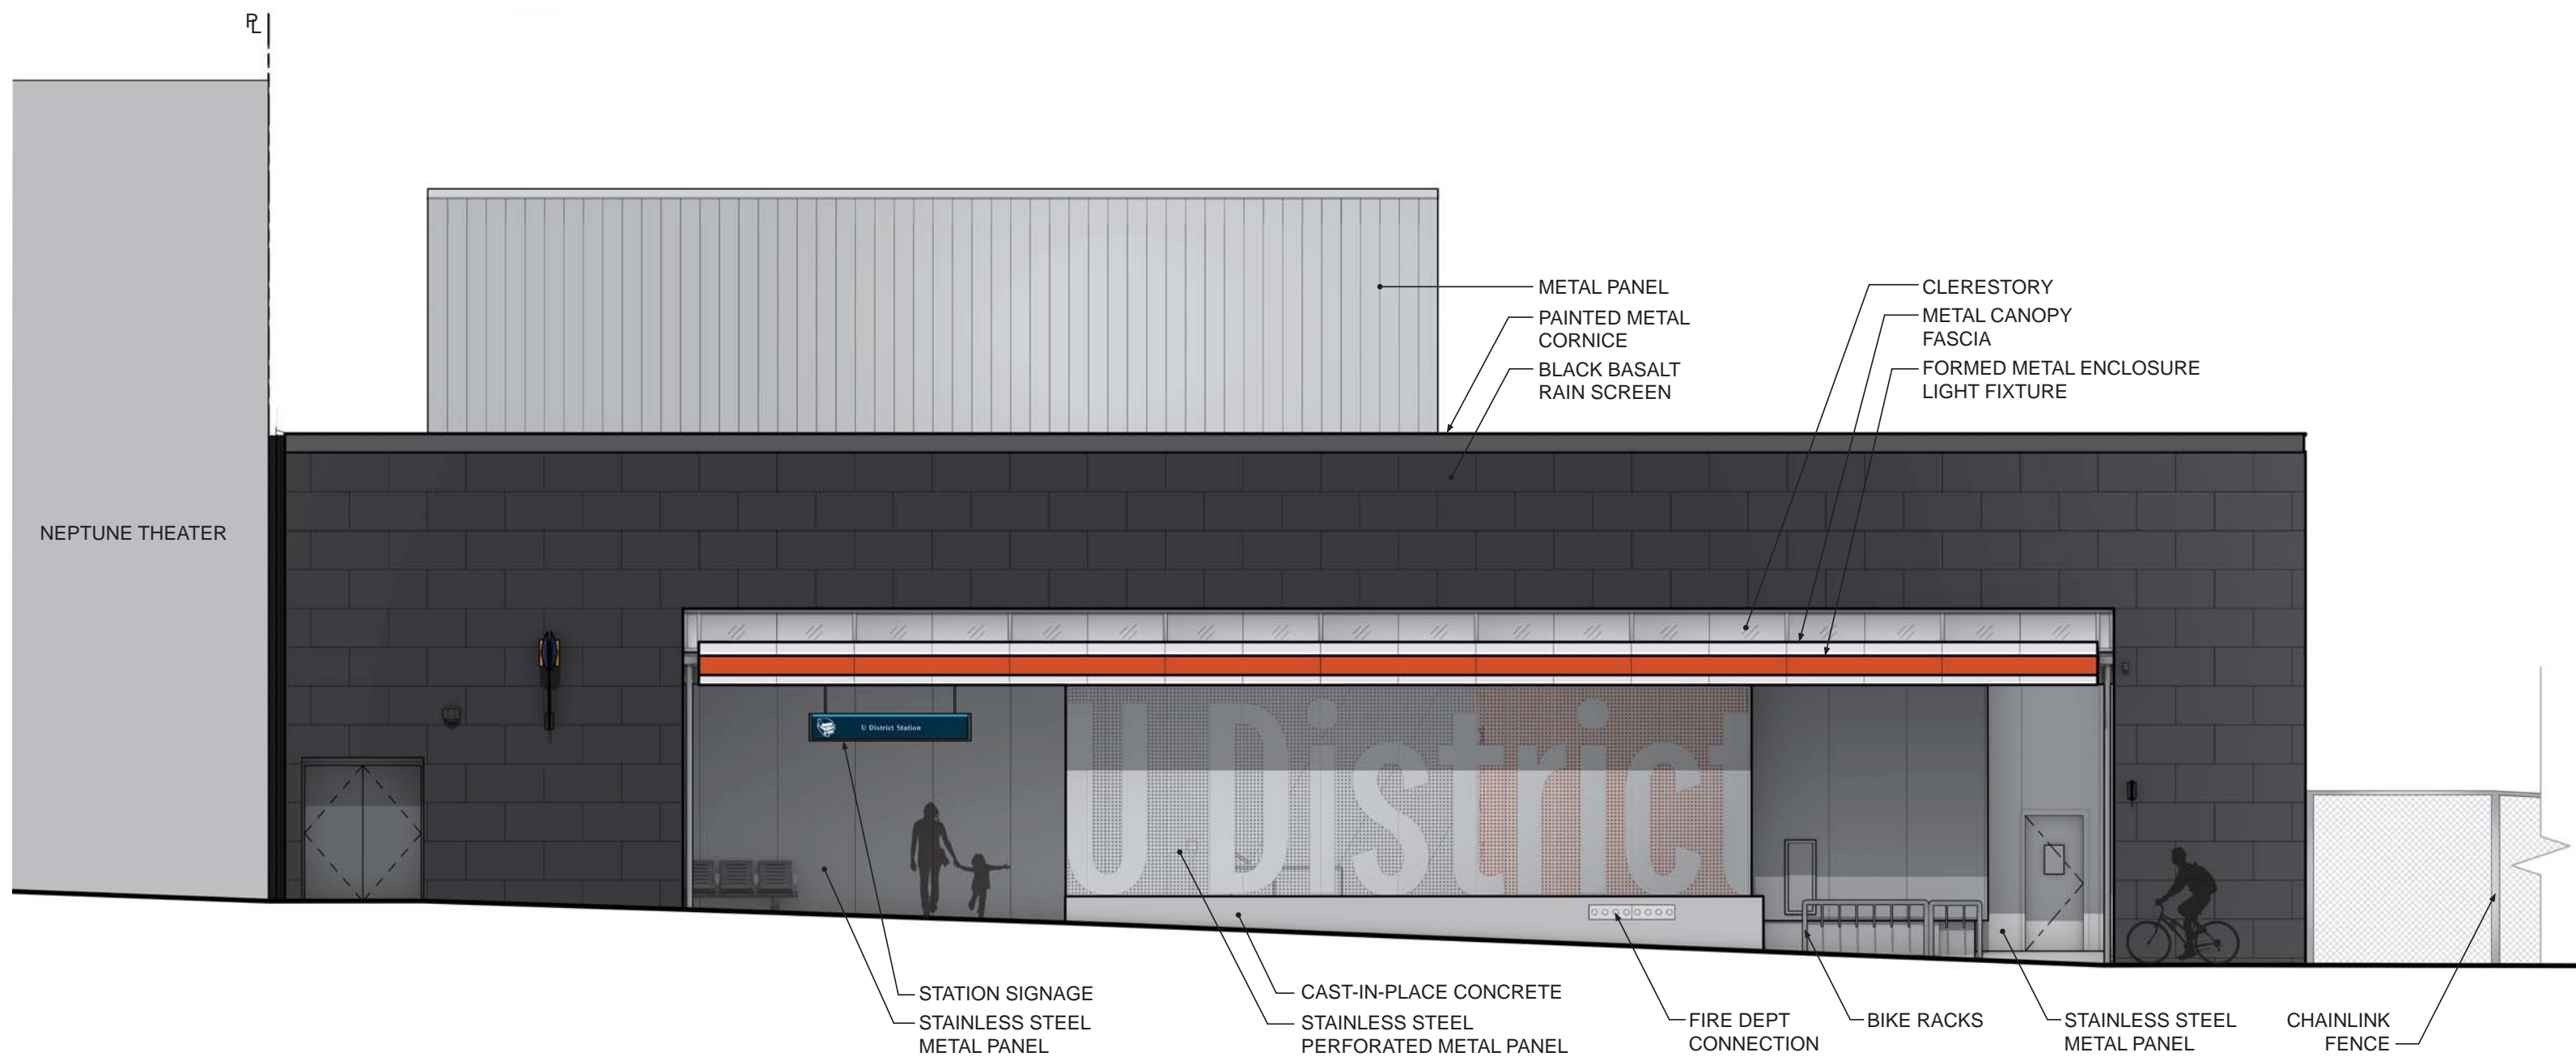 PL
METAL PANEL
PAINTED METAL
CORNICE
BLACK BASALT
RAIN SCREEN
CLERESTORY
METAL CANOPY
FASCIA
FORMED METAL ENCLOSURE
LIGHT FIXTURE
NEPTUNE THEATER
U District Station
U District
STATION SIGNAGE
STAINLESS STEEL
METAL PANEL
CAST-IN-PLACE CONCRETE
STAINLESS STEEL
PERFORATED METAL PANEL
FIRE DEPT
CONNECTION
BIKE RACKS
STAINLESS STEEL
METAL PANEL
CHAINLINK
FENCE